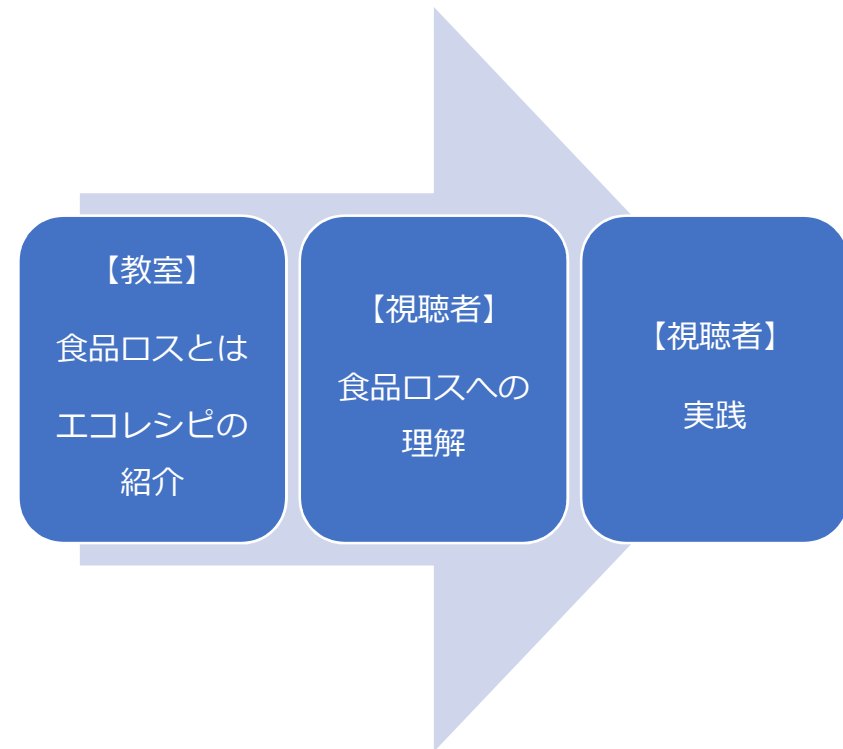 【教室】
食品ロスとは
エコレシピの
紹介
【視聴者】
食品ロスへの
理解
【視聴者】
実践